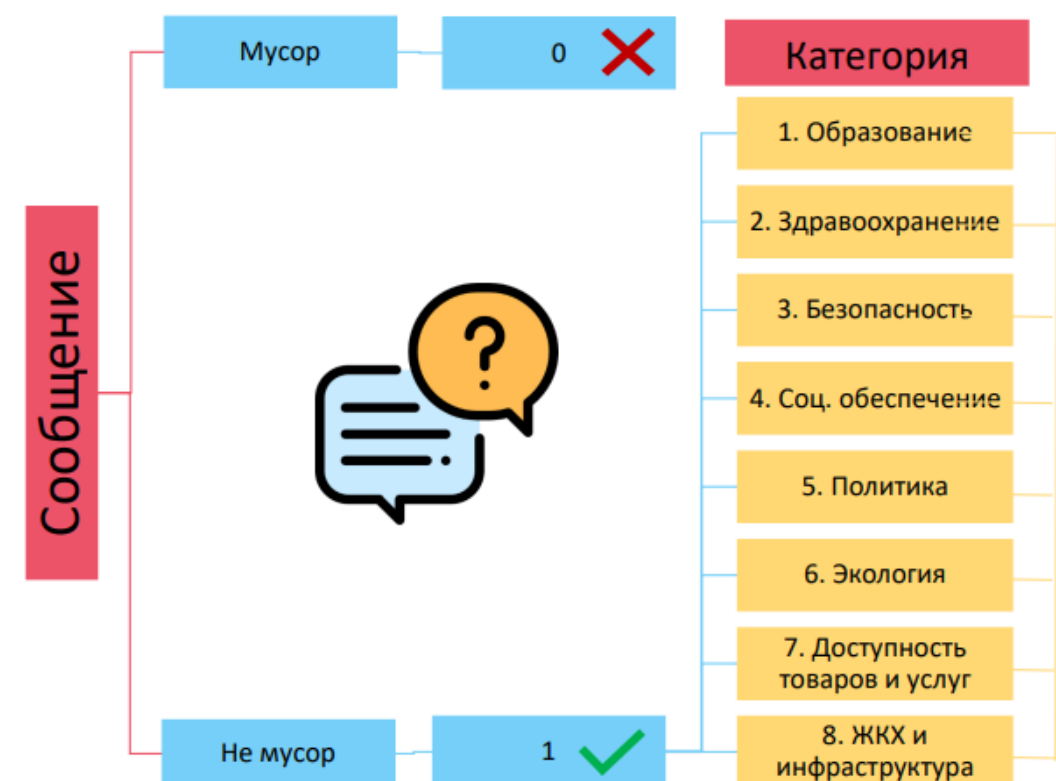 Мусор
0
Категория
1. Образование
2. Здравоохранение
3. Безопасность
Сообщение
?
4. Соц. обеспечение
5. Политика
6. Экология
7. Доступность
товаров и услуг
Не мусор
1
8. ЖКХ и
инфраструктура